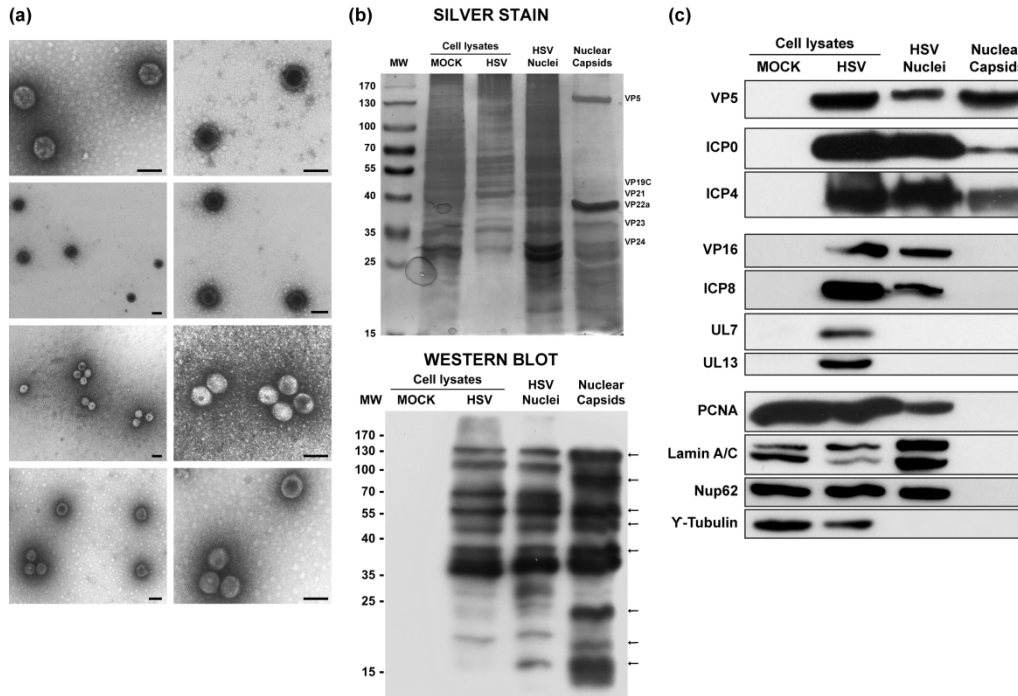 (a)
(b)
SILVER STAIN
Cell lysates
HSV
Nuclear
MW
MOCK
HSV
Nuclei
Capsids
170
130
100
70
55
40
35
25
15
VP5
VP19C
VP21
VP22a
VP23
VP24
WESTERN BLOT
Cell lysates
HSV
Nuclear
MW
MOCK
HSV
Nuclei
Capsids
170 -
130 -
100 -
70 -
55 -
40 -
35 -
25 -
15 -
←
←
←
←
←
←
←
←
(c)
Cell lysates
HSV
Nuclear
MOCK
HSV
Nuclei
Capsids
VP5
ICP0
ICP4
VP16
ICP8
UL7
UL13
PCNA
Lamin A/C
Nup62
ϒ-Tubulin